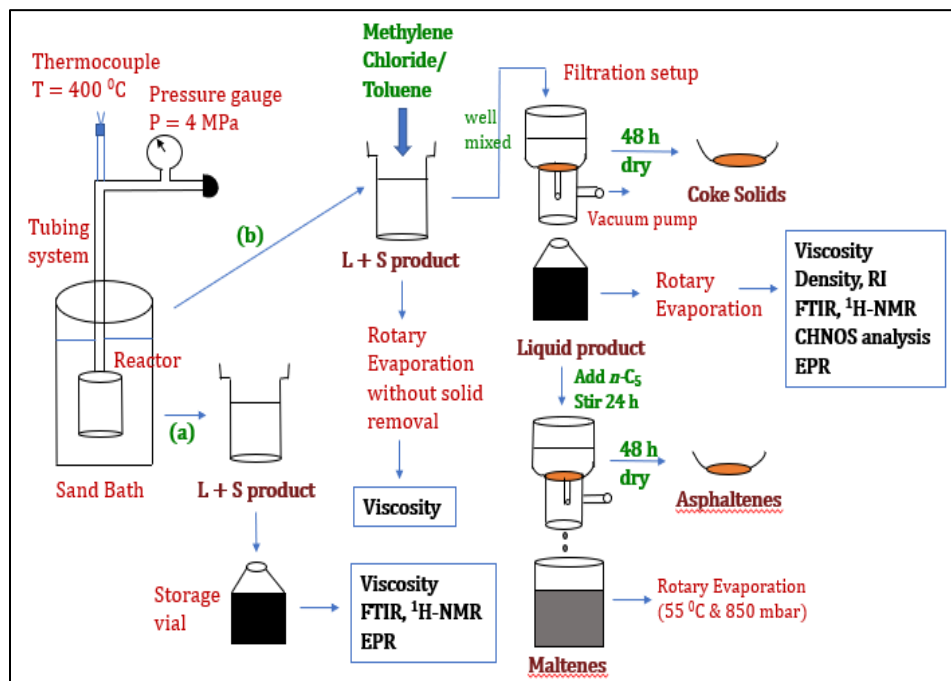 Thermocouple
T = 400 ⁰C
Pressure gauge
P = 4 MPa
Tubing
system
Reactor
Sand Bath
(a)
(b)
L + S product
Storage
vial
Viscosity
FTIR, ¹H-NMR
EPR
Methylene
Chloride/
Toluene
L + S product
Rotary
Evaporation
without solid
removal
Viscosity
well
mixed
Filtration setup
48 h
dry
Coke Solids
Vacuum pump
Liquid product
Rotary
Evaporation
Viscosity
Density, RI
FTIR, ¹H-NMR
CHNOS analysis
EPR
Add n-C₅
Stir 24 h
48 h
dry
Asphaltenes
Maltenes
Rotary Evaporation
(55 ⁰C & 850 mbar)